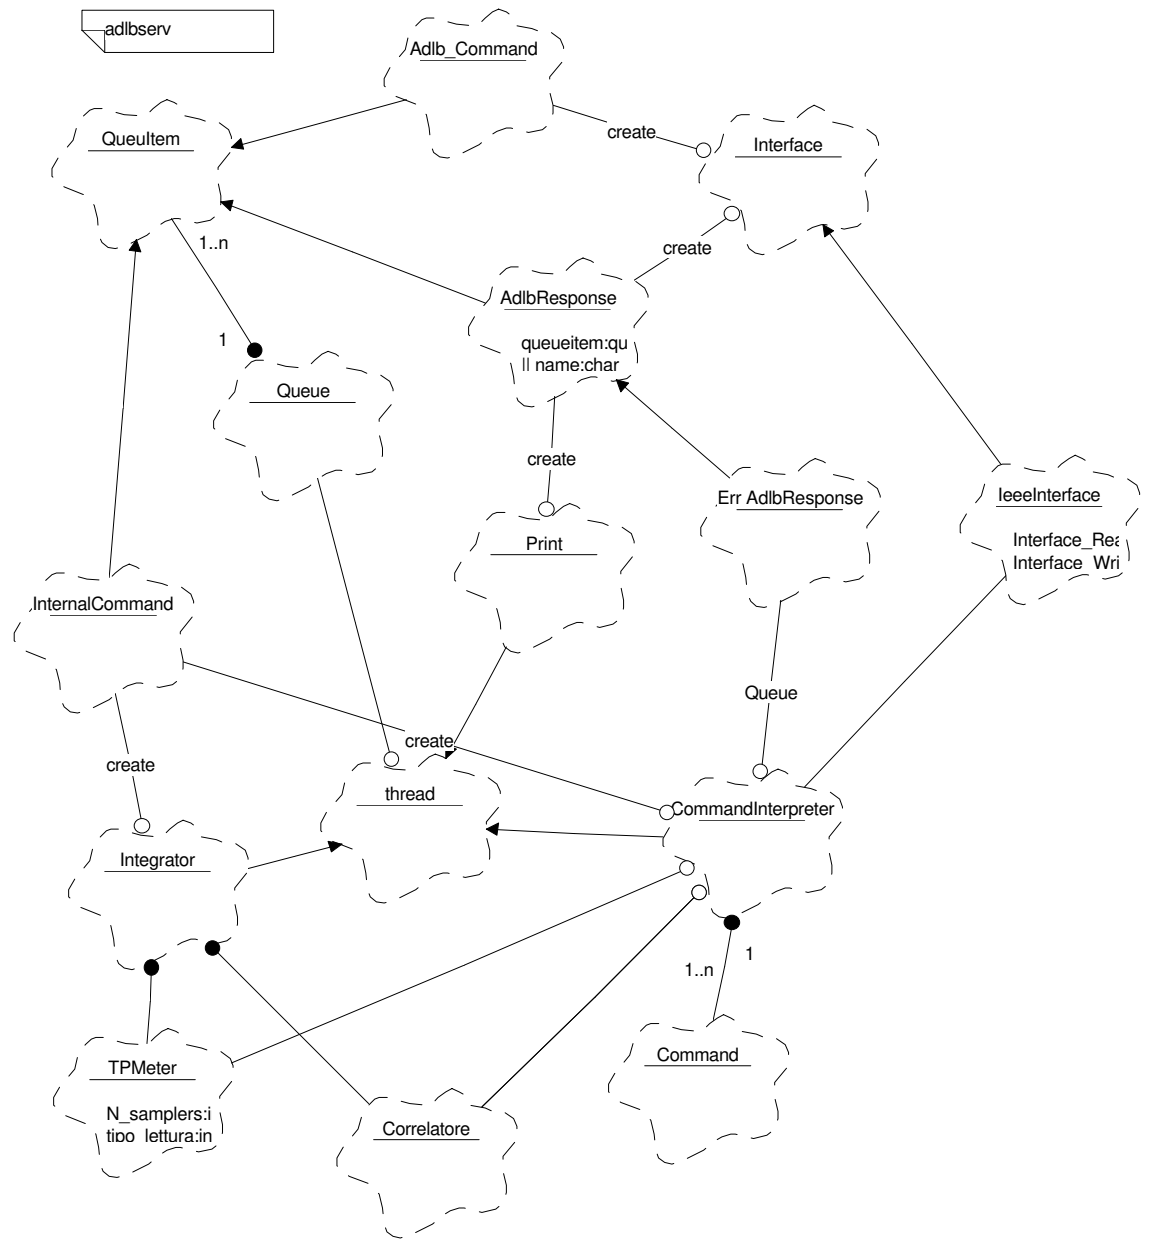 adlbserv
Adlb_Command
QueuItem
create
Interface
1..n
create
AdlbResponse
1
queueitem:qu
|| name:char
Queue
create
Err AdlbResponse
IeeeInterface
Print
Interface_Rea
Interface_Wri
InternalCommand
Queue
create
create
thread
CommandInterpreter
Integrator
1
1..n
Command
TPMeter
N_samplers:i
tipo_lettura:in
Correlatore